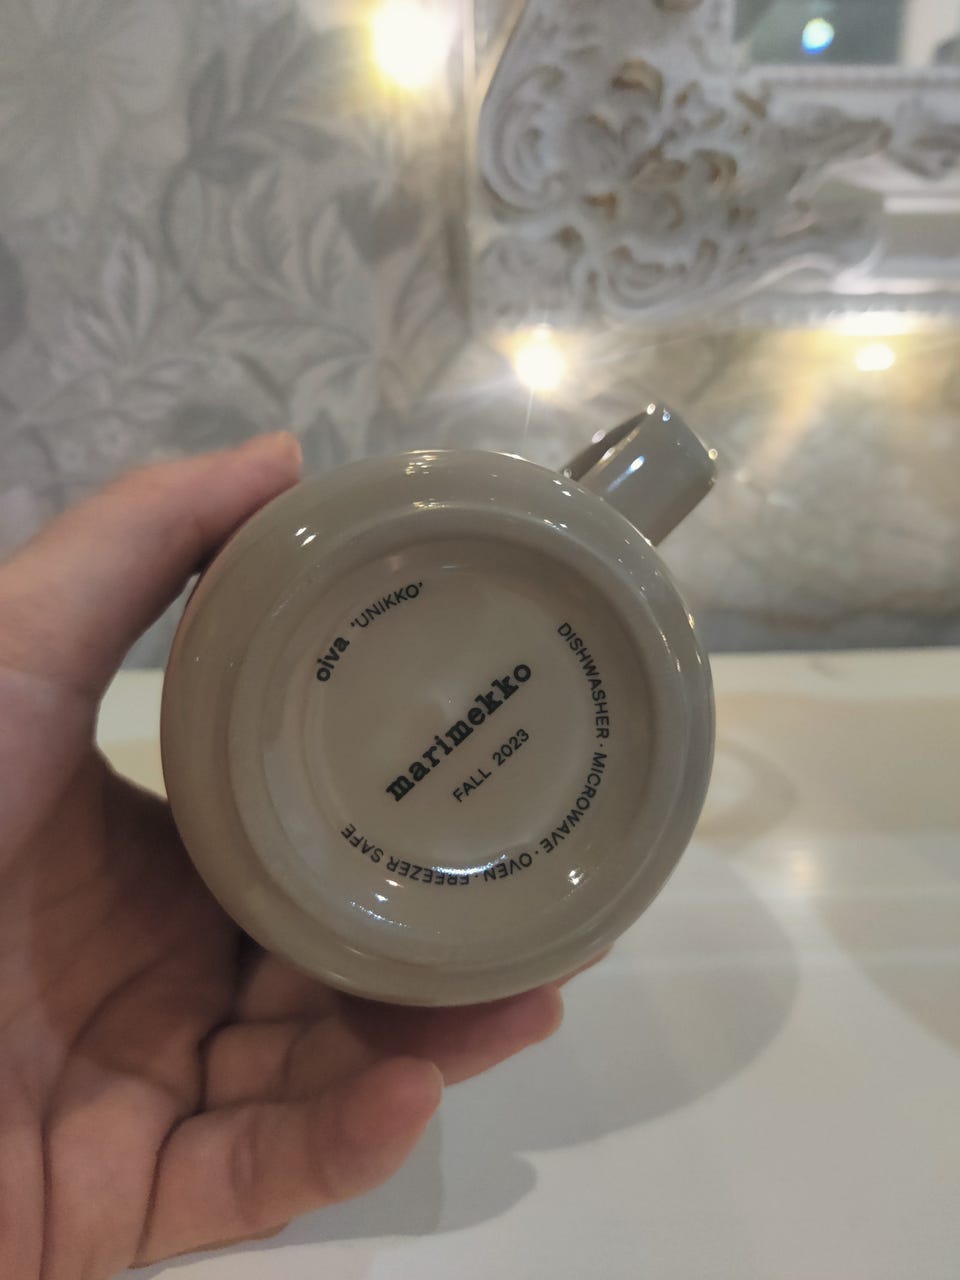 oiva 'UNIKKO'
marimekko
FALL 2023
DISHWASHER · MICROWAVE · OVEN · FREEZER SAFE